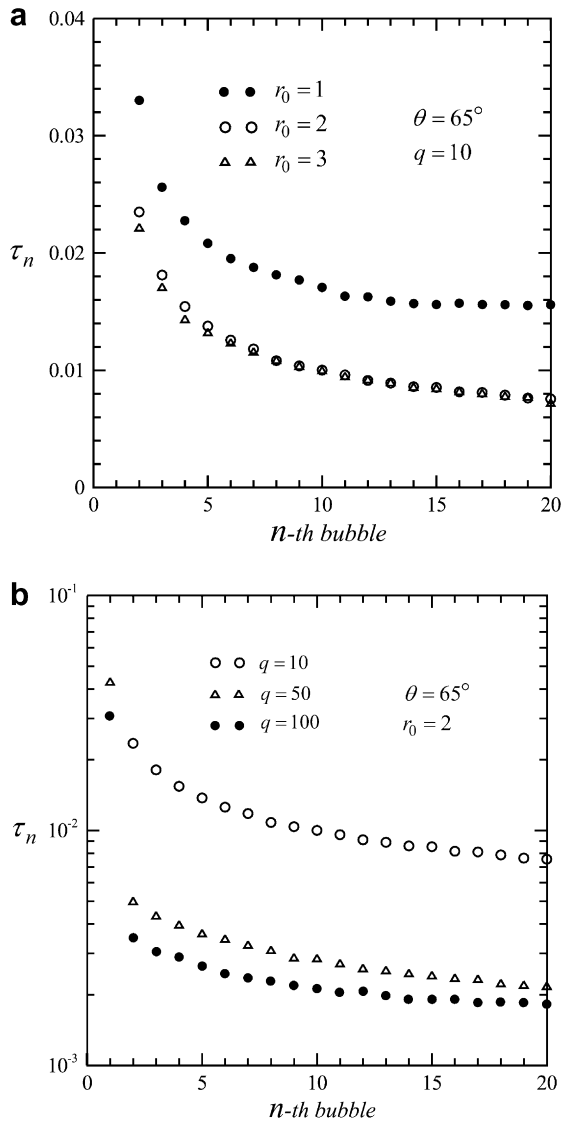 a
0.04
0.03
0.02
0.01
0
τn
r0 = 1
r0 = 2
r0 = 3
θ = 65°
q = 10
0 5 10 15 20
n-th bubble
b
10-1
10-2
10-3
τn
q = 10
q = 50
q = 100
θ = 65°
r0 = 2
0 5 10 15 20
n-th bubble